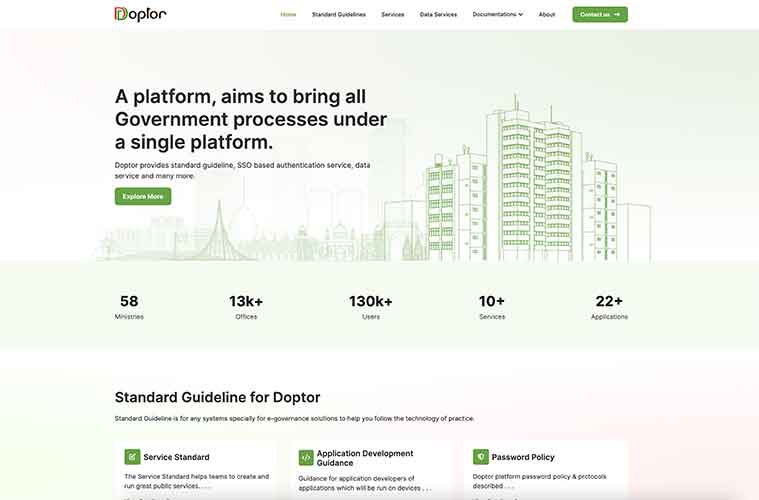 Doptor
Home Standard Guidelines Services Data Services Documentations About Contact us
A platform, aims to bring all
Government processes under
a single platform.
Doptor provides standard guideline, SSO based authentication service, data
service and many more.
Explore More
58 13k+ 130k+ 10+ 22+
Ministries Offices Users Services Applications
Standard Guideline for Doptor
Standard Guideline is for any systems specially for e-governance solutions to help you follow the technology of practice.
Service Standard
The Service Standard helps teams to create and
run great public services. . . .
Application Development
Guidance
Guidance for application developers of
applications which will be run on devices . . .
Password Policy
Doptor platform password policy & protocols
described . . .